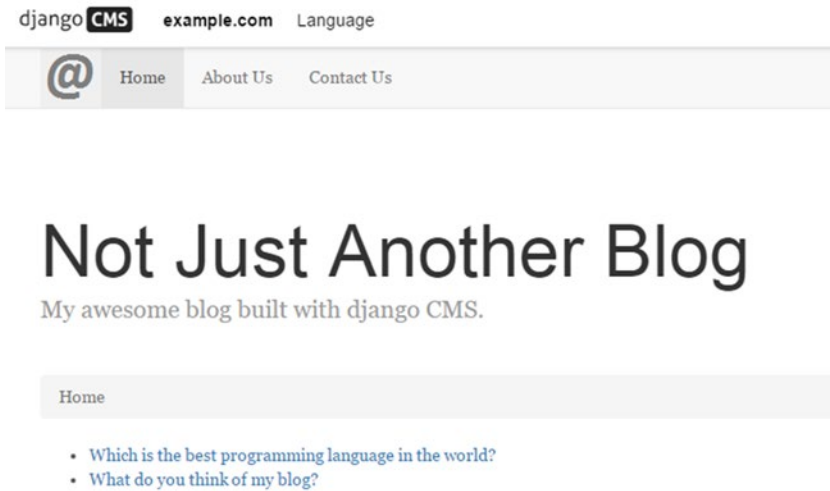 django CMS example.com Language
@ Home About Us Contact Us
Not Just Another Blog
My awesome blog built with django CMS.
Home
• Which is the best programming language in the world?
• What do you think of my blog?